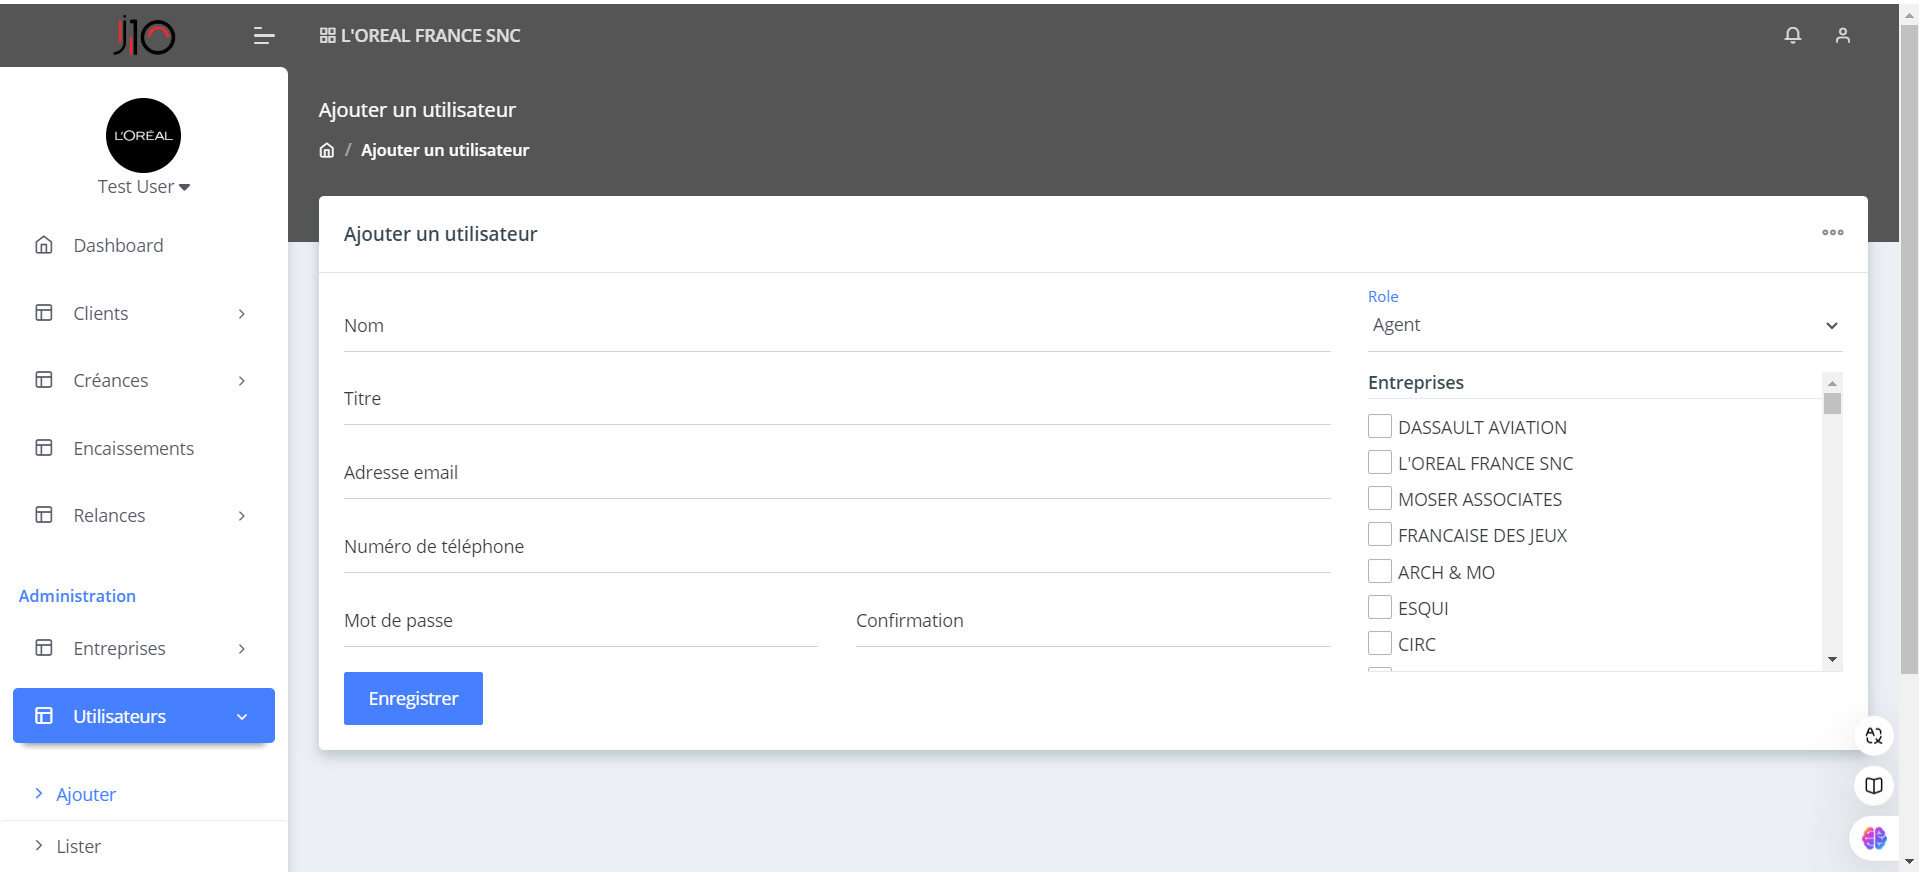 J10
L'OREAL FRANCE SNC
L'ORÉAL
Test User
Dashboard
Clients
Créances
Encaissements
Relances
Administration
Entreprises
Utilisateurs
Ajouter
Lister
Ajouter un utilisateur
/ Ajouter un utilisateur
Ajouter un utilisateur
Nom
Titre
Adresse email
Numéro de téléphone
Mot de passe
Confirmation
Enregistrer
Role
Agent
Entreprises
DASSAULT AVIATION
L'OREAL FRANCE SNC
MOSER ASSOCIATES
FRANCAISE DES JEUX
ARCH & MO
ESQUI
CIRC